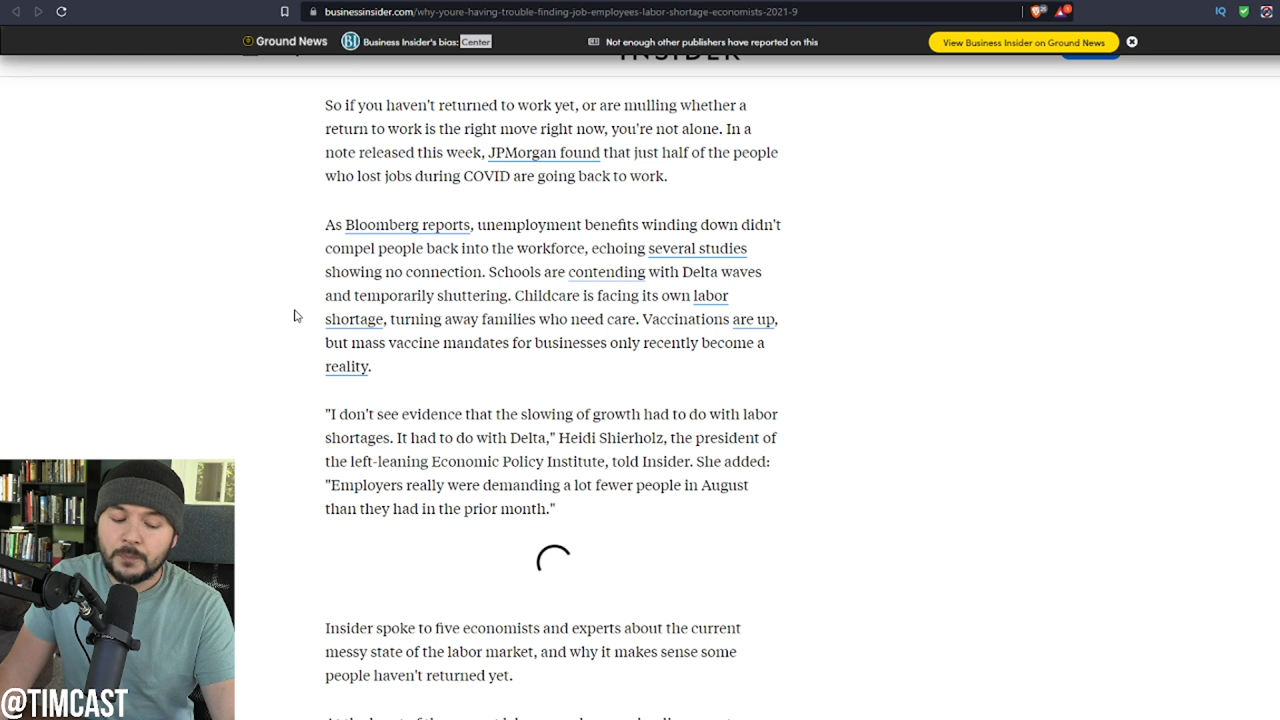 businessinsider.com/why-youre-having-trouble-finding-job-employees-labor-shortage-economists-2021-9
Ground News Business Insider's bias: Center Not enough other publishers have reported on this View Business Insider on Ground News
INSIDER
So if you haven't returned to work yet, or are mulling whether a
return to work is the right move right now, you're not alone. In a
note released this week, JPMorgan found that just half of the people
who lost jobs during COVID are going back to work.
As Bloomberg reports, unemployment benefits winding down didn't
compel people back into the workforce, echoing several studies
showing no connection. Schools are contending with Delta waves
and temporarily shuttering. Childcare is facing its own labor
shortage, turning away families who need care. Vaccinations are up,
but mass vaccine mandates for businesses only recently become a
reality.
"I don't see evidence that the slowing of growth had to do with labor
shortages. It had to do with Delta," Heidi Shierholz, the president of
the left-leaning Economic Policy Institute, told Insider. She added:
"Employers really were demanding a lot fewer people in August
than they had in the prior month."
Insider spoke to five economists and experts about the current
messy state of the labor market, and why it makes sense some
people haven't returned yet.
@TIMCAST